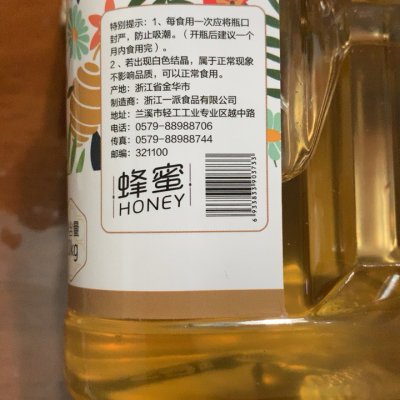 特别提示：1、每食用一次应将瓶口
封严，防止吸潮。（开瓶后建议一个
月内食用完）。
2、若出现白色结晶，属于正常现象
不影响品质，可以正常食用。
产地：浙江省金华市
制造商：浙江一派食品有限公司
地址：兰溪市轻工工业专业区越中路
电话：0579-88988706
传真：0579-88988744
邮编：321100
蜂蜜
HONEY
6933833903733
量
kg